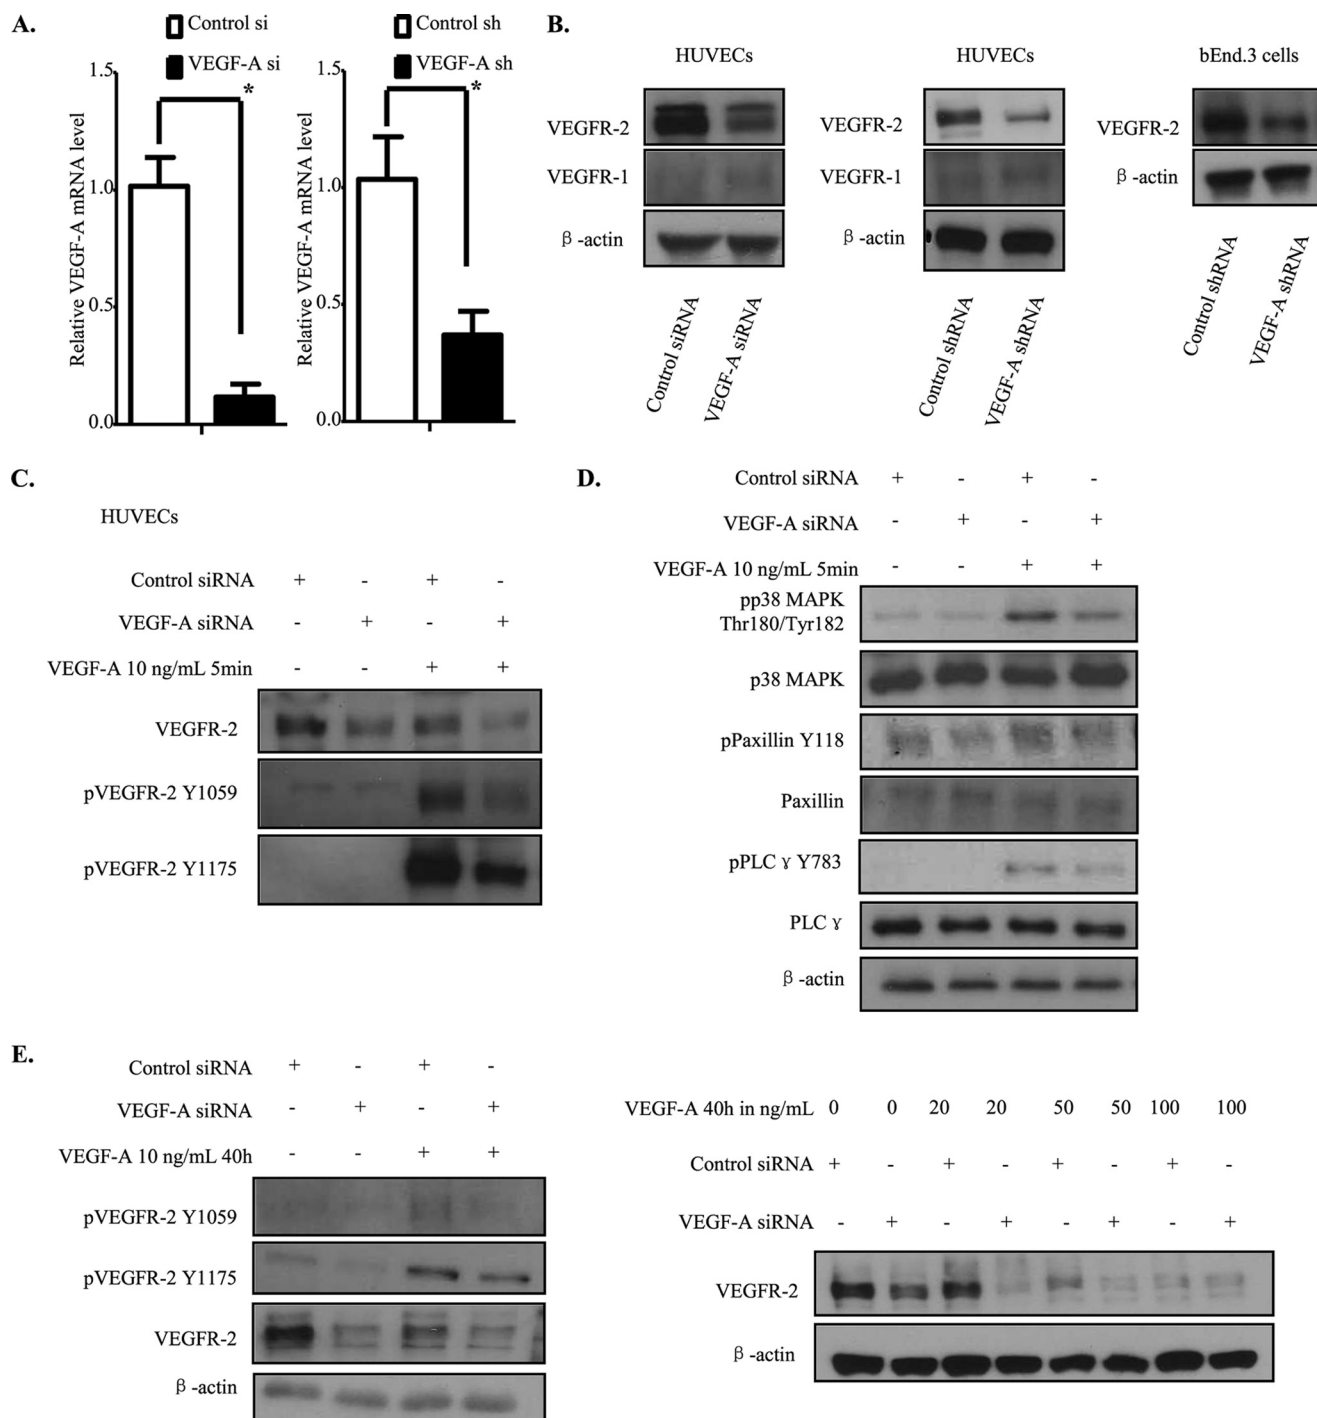 A.
Control si
VEGF-A si
Relative VEGF-A mRNA level
1.5
1.0
0.5
0.0
*
Control sh
VEGF-A sh
Relative VEGF-A mRNA level
1.5
1.0
0.5
0.0
*
B.
HUVECs
VEGFR-2
VEGFR-1
β-actin
Control siRNA
VEGF-A siRNA
HUVECs
VEGFR-2
VEGFR-1
β-actin
Control shRNA
VEGF-A shRNA
bEnd.3 cells
VEGFR-2
β-actin
Control shRNA
VEGF-A shRNA
C.
HUVECs
Control siRNA + - + -
VEGF-A siRNA - + - +
VEGF-A 10 ng/mL 5min - - + +
VEGFR-2
pVEGFR-2 Y1059
pVEGFR-2 Y1175
D.
Control siRNA + - + -
VEGF-A siRNA - + - +
VEGF-A 10 ng/mL 5min - - + +
pp38 MAPK
Thr180/Tyr182
p38 MAPK
pPaxillin Y118
Paxillin
pPLC γ Y783
PLC γ
β-actin
E.
Control siRNA + - + -
VEGF-A siRNA - + - +
VEGF-A 10 ng/mL 40h - - + +
pVEGFR-2 Y1059
pVEGFR-2 Y1175
VEGFR-2
β-actin
VEGF-A 40h in ng/mL 0 0 20 20 50 50 100 100
Control siRNA + - + - + - + -
VEGF-A siRNA - + - + - + - +
VEGFR-2
β-actin